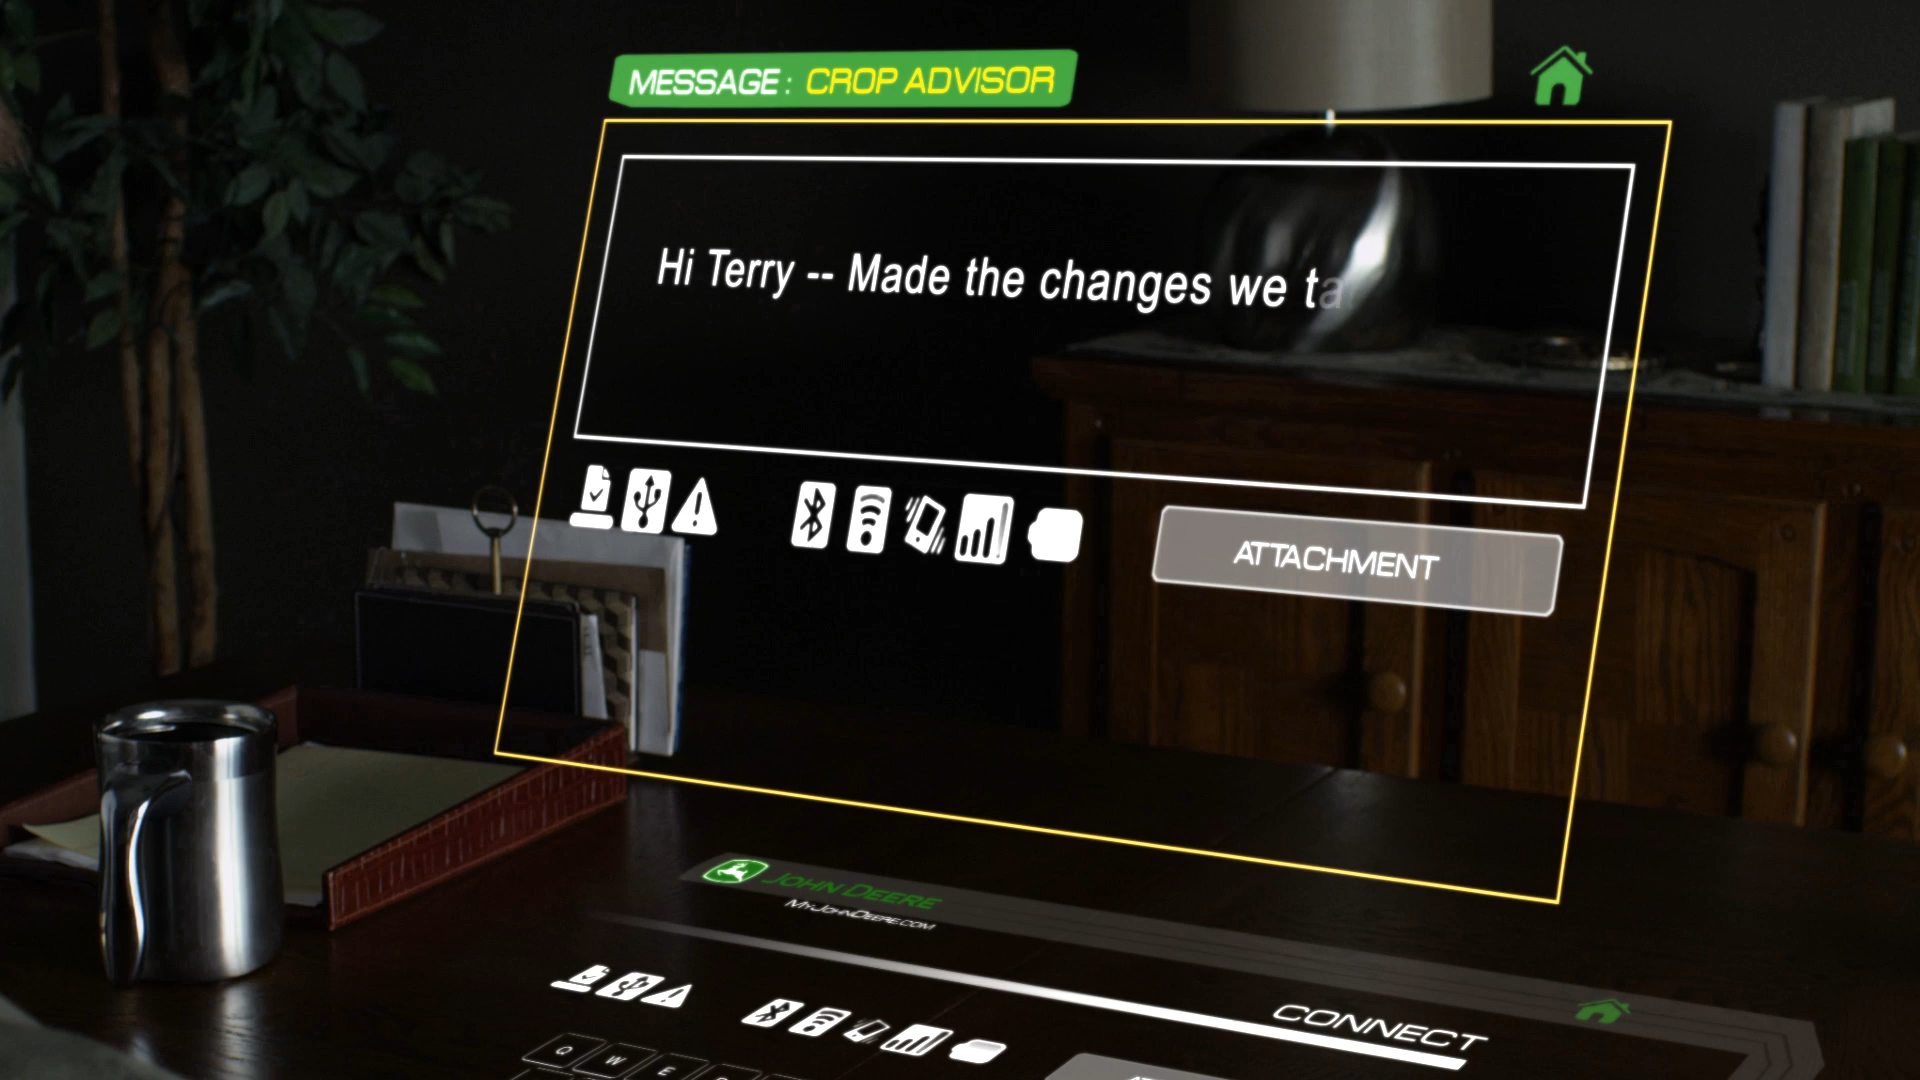 MESSAGE: CROP ADVISOR
Hi Terry -- Made the changes we ta
ATTACHMENT
JOHN DEERE
MYJOHNDEERE.COM
CONNECT
Q W E